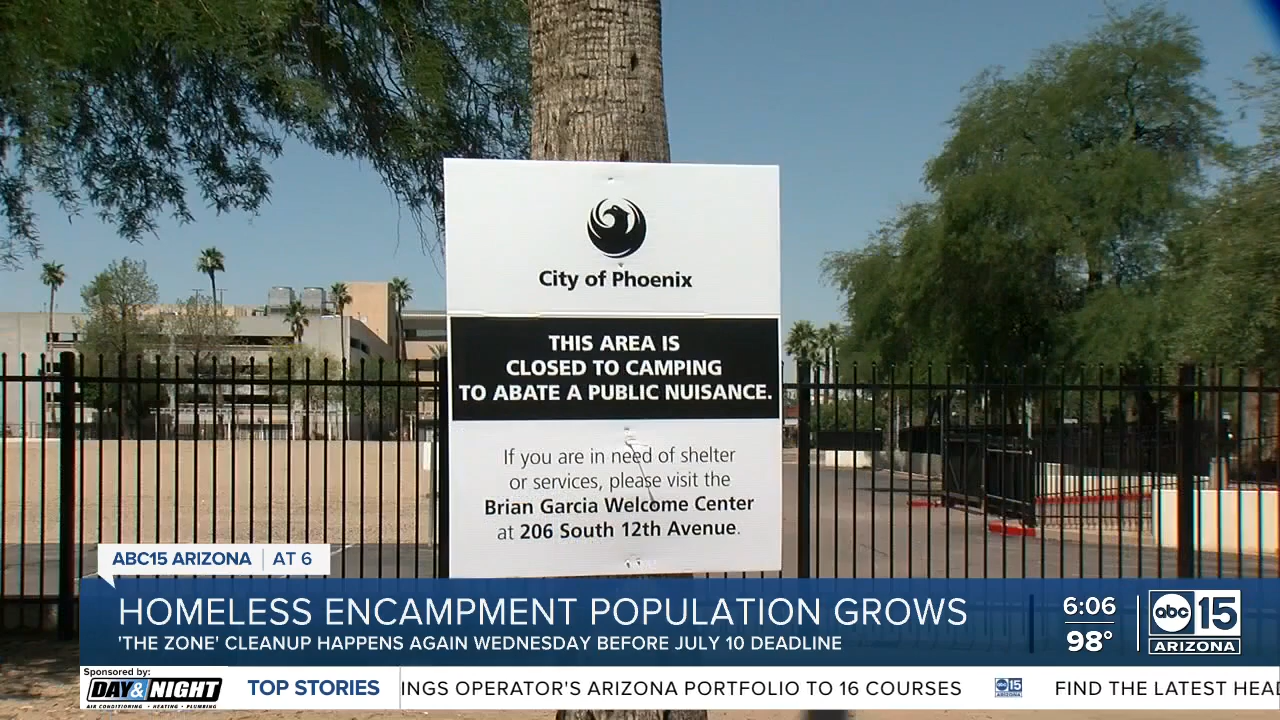 City of Phoenix
THIS AREA IS
CLOSED TO CAMPING
TO ABATE A PUBLIC NUISANCE.
If you are in need of shelter
or services, please visit the
Brian Garcia Welcome Center
at 206 South 12th Avenue.
ABC15 ARIZONA | AT 6
HOMELESS ENCAMPMENT POPULATION GROWS
'THE ZONE' CLEANUP HAPPENS AGAIN WEDNESDAY BEFORE JULY 10 DEADLINE
6:06
98°
abc 15
ARIZONA
Sponsored by:
DAY & NIGHT
AIR CONDITIONING • HEATING • PLUMBING
TOP STORIES
INGS OPERATOR'S ARIZONA PORTFOLIO TO 16 COURSES abc 15 ARIZONA FIND THE LATEST HEA